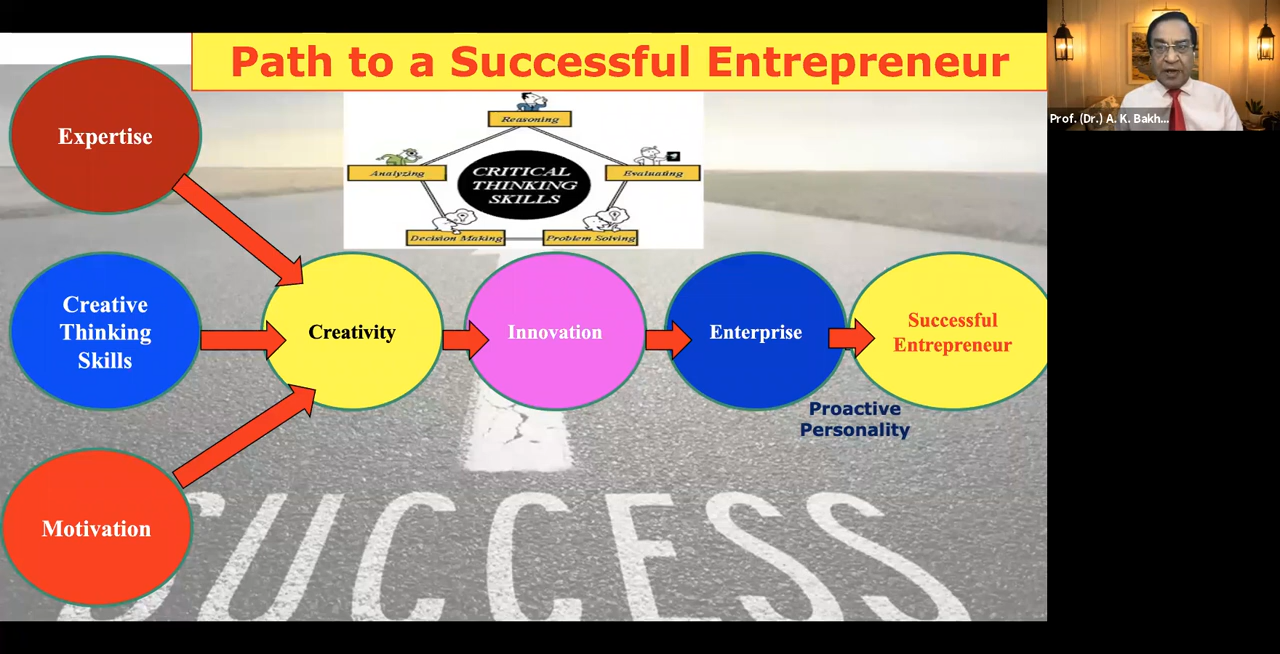 Path to a Successful Entrepreneur
Prof. (Dr.) A. K. Bakh...
Expertise
Reasoning
Analyzing
Evaluating
CRITICAL
THINKING
SKILLS
Decision Making
Problem Solving
Creative
Thinking
Skills
Creativity
Innovation
Enterprise
Successful
Entrepreneur
Proactive
Personality
Motivation
SUCCESS